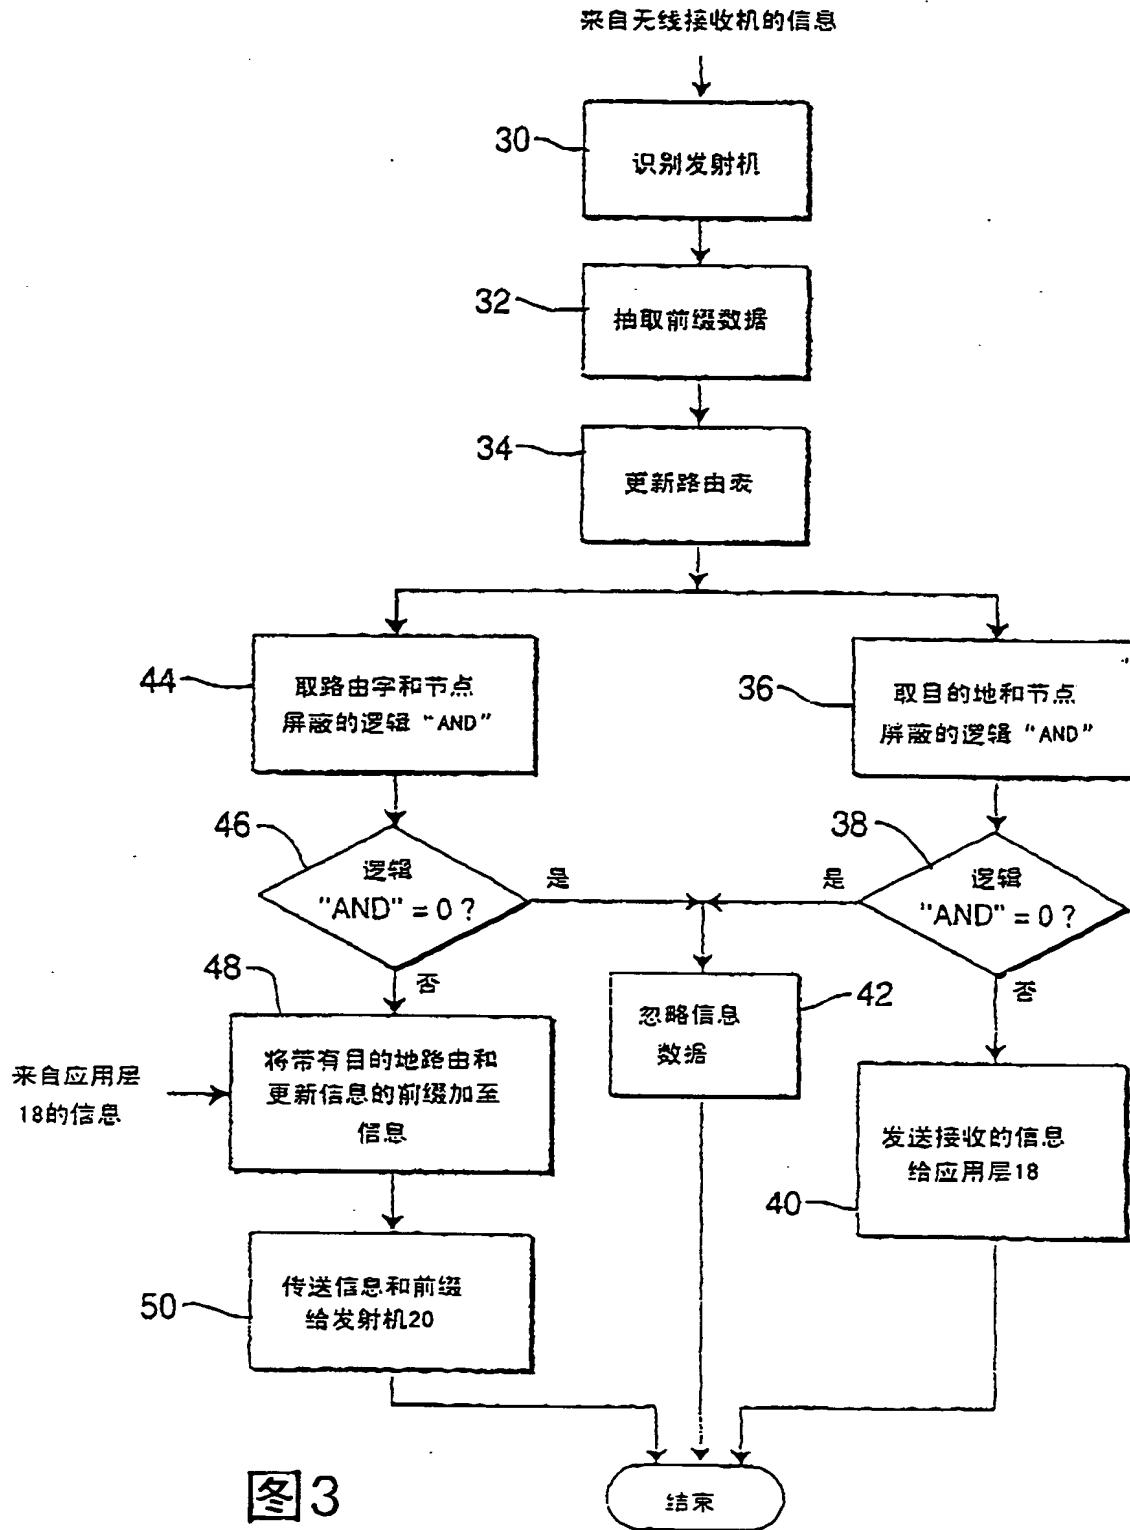 来自无线接收机的信息
30
识别发射机
32
抽取前缀数据
34
更新路由表
44
取路由字和节点
屏蔽的逻辑 "AND"
36
取目的地和节点
屏蔽的逻辑 "AND"
46
逻辑
"AND" = 0 ?
是
38
逻辑
"AND" = 0 ?
是
否
否
48
将带有目的地路由和
更新信息的前缀加至
信息
来自应用层
18的信息
42
忽略信息
数据
40
发送接收的信息
给应用层18
50
传送信息和前缀
给发射机20
结束
图3